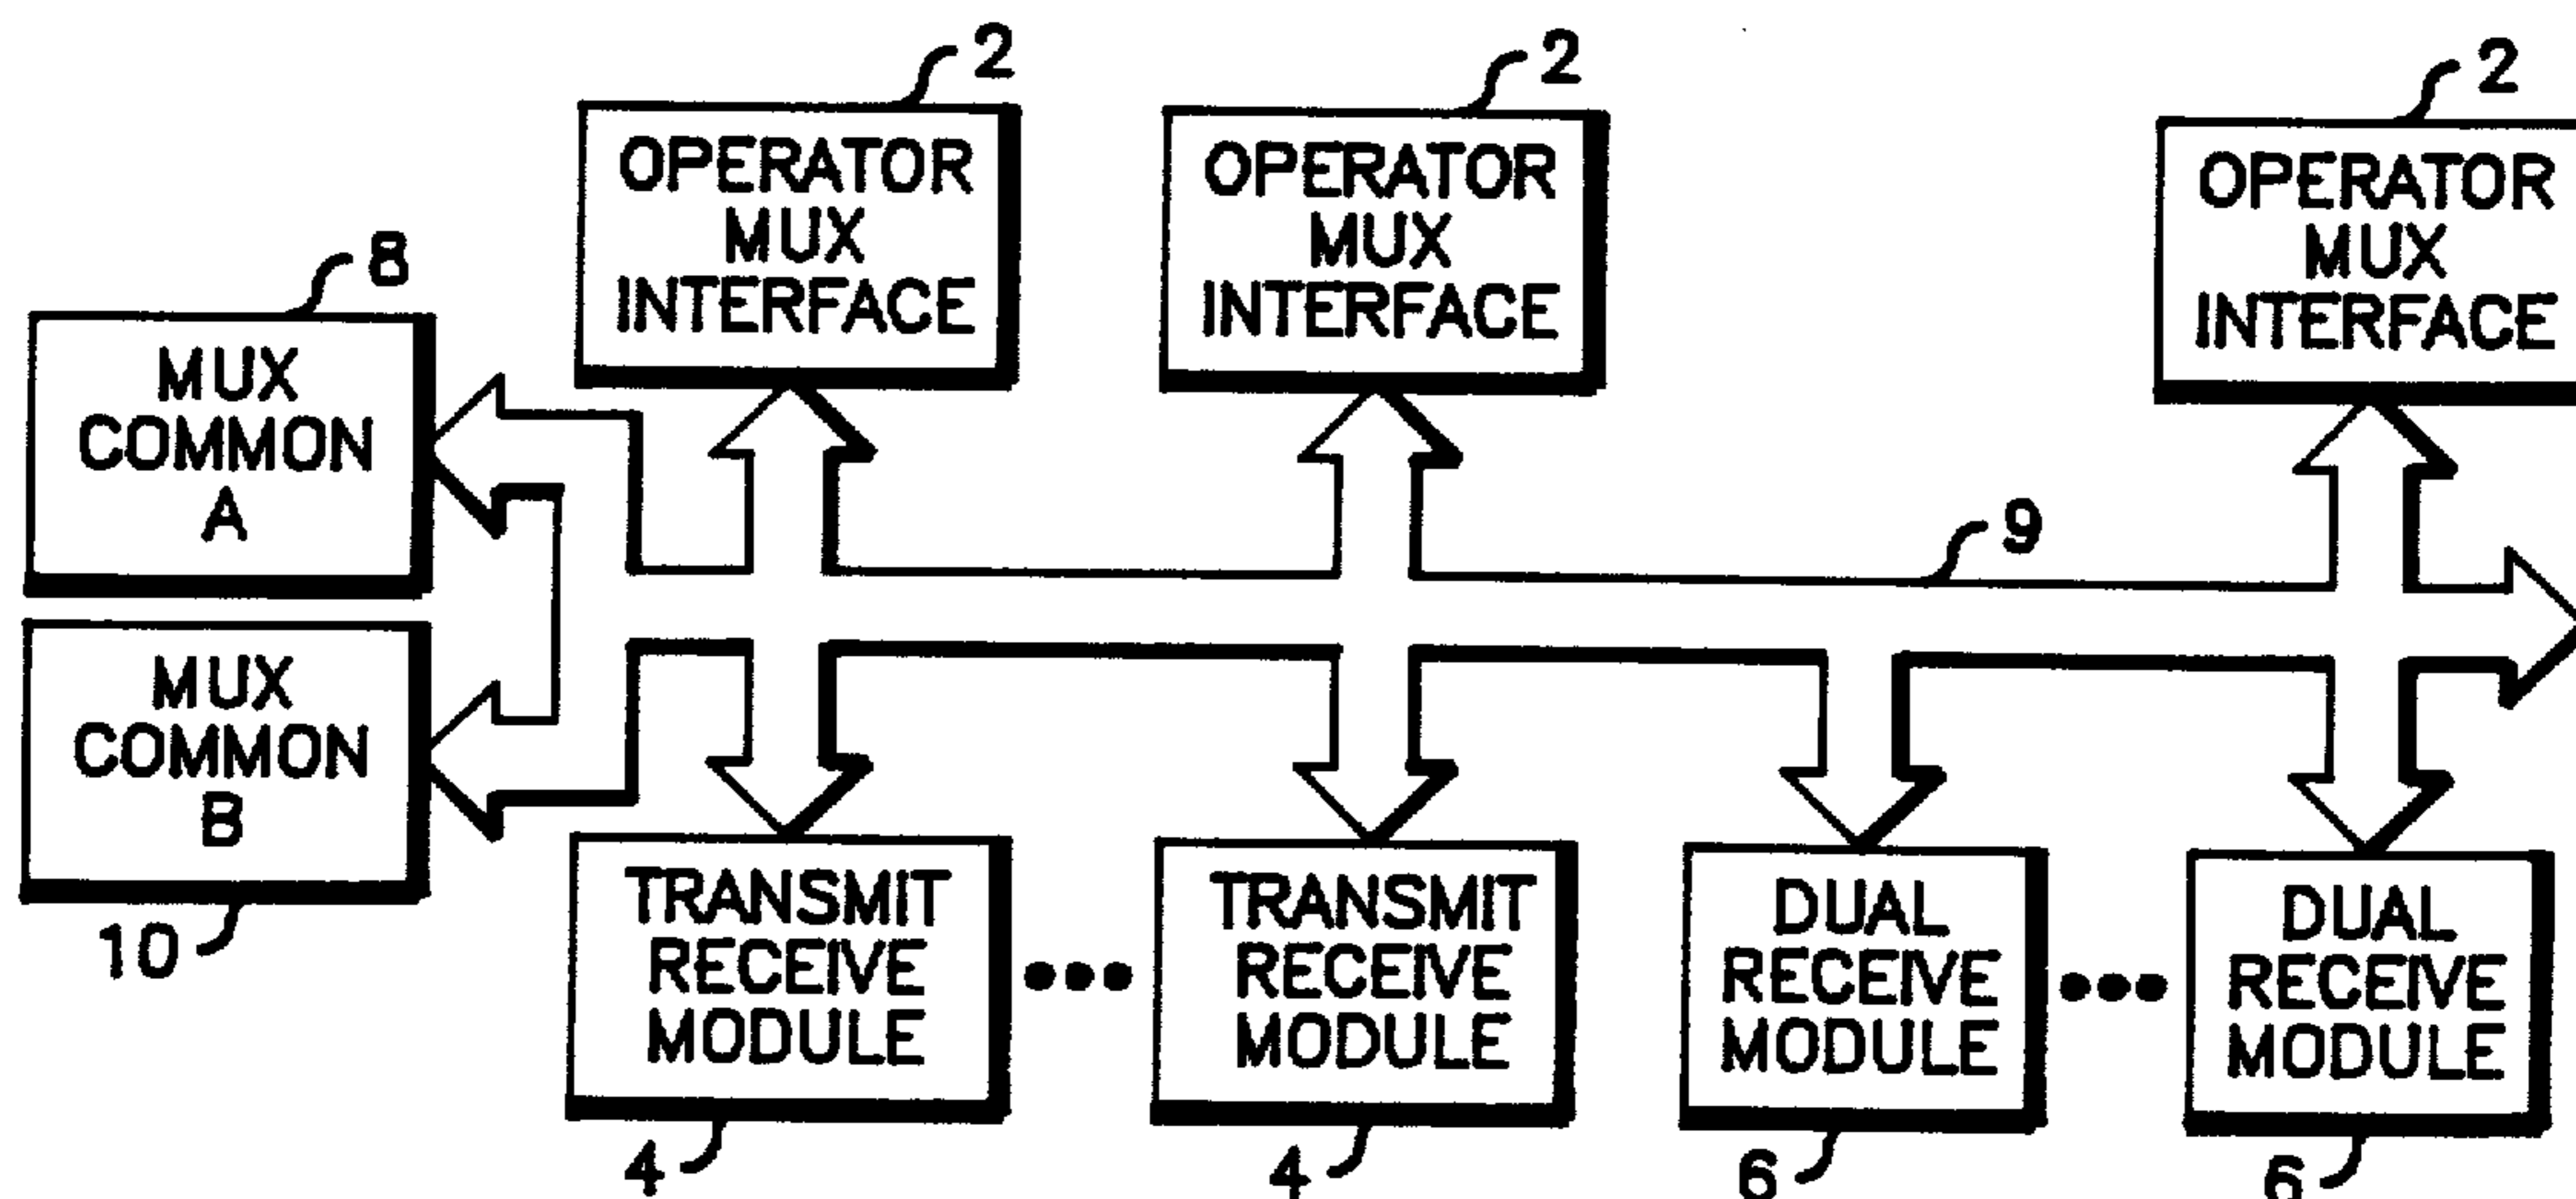 2
2
2
OPERATOR
MUX
INTERFACE
OPERATOR
MUX
INTERFACE
OPERATOR
MUX
INTERFACE
8
MUX
COMMON
A
9
MUX
COMMON
B
10
TRANSMIT
RECEIVE
MODULE
TRANSMIT
RECEIVE
MODULE
DUAL
RECEIVE
MODULE
DUAL
RECEIVE
MODULE
4
4
6
6